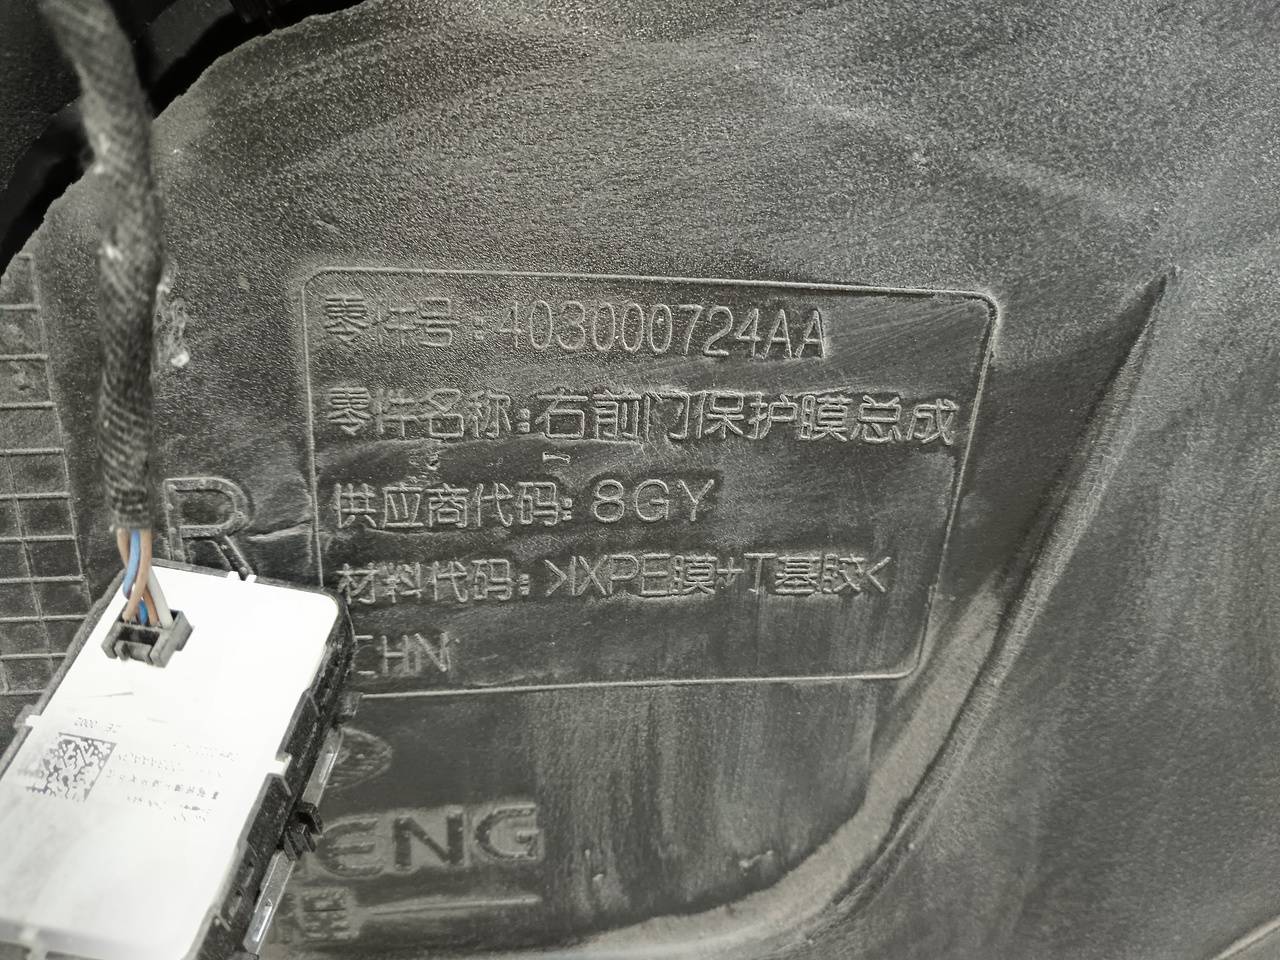 零件号:403000724AA
零件名称:右前门保护膜总成
供应商代码:8GY
R
材料代码:>IXPE膜+T基胶<
CHN
ENG